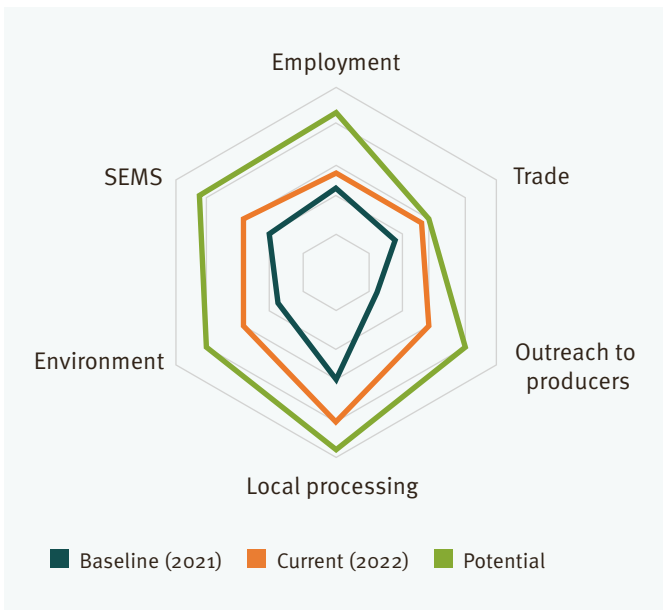 Employment
SEMS
Trade
Environment
Outreach to
producers
Local processing
Baseline (2021)
Current (2022)
Potential